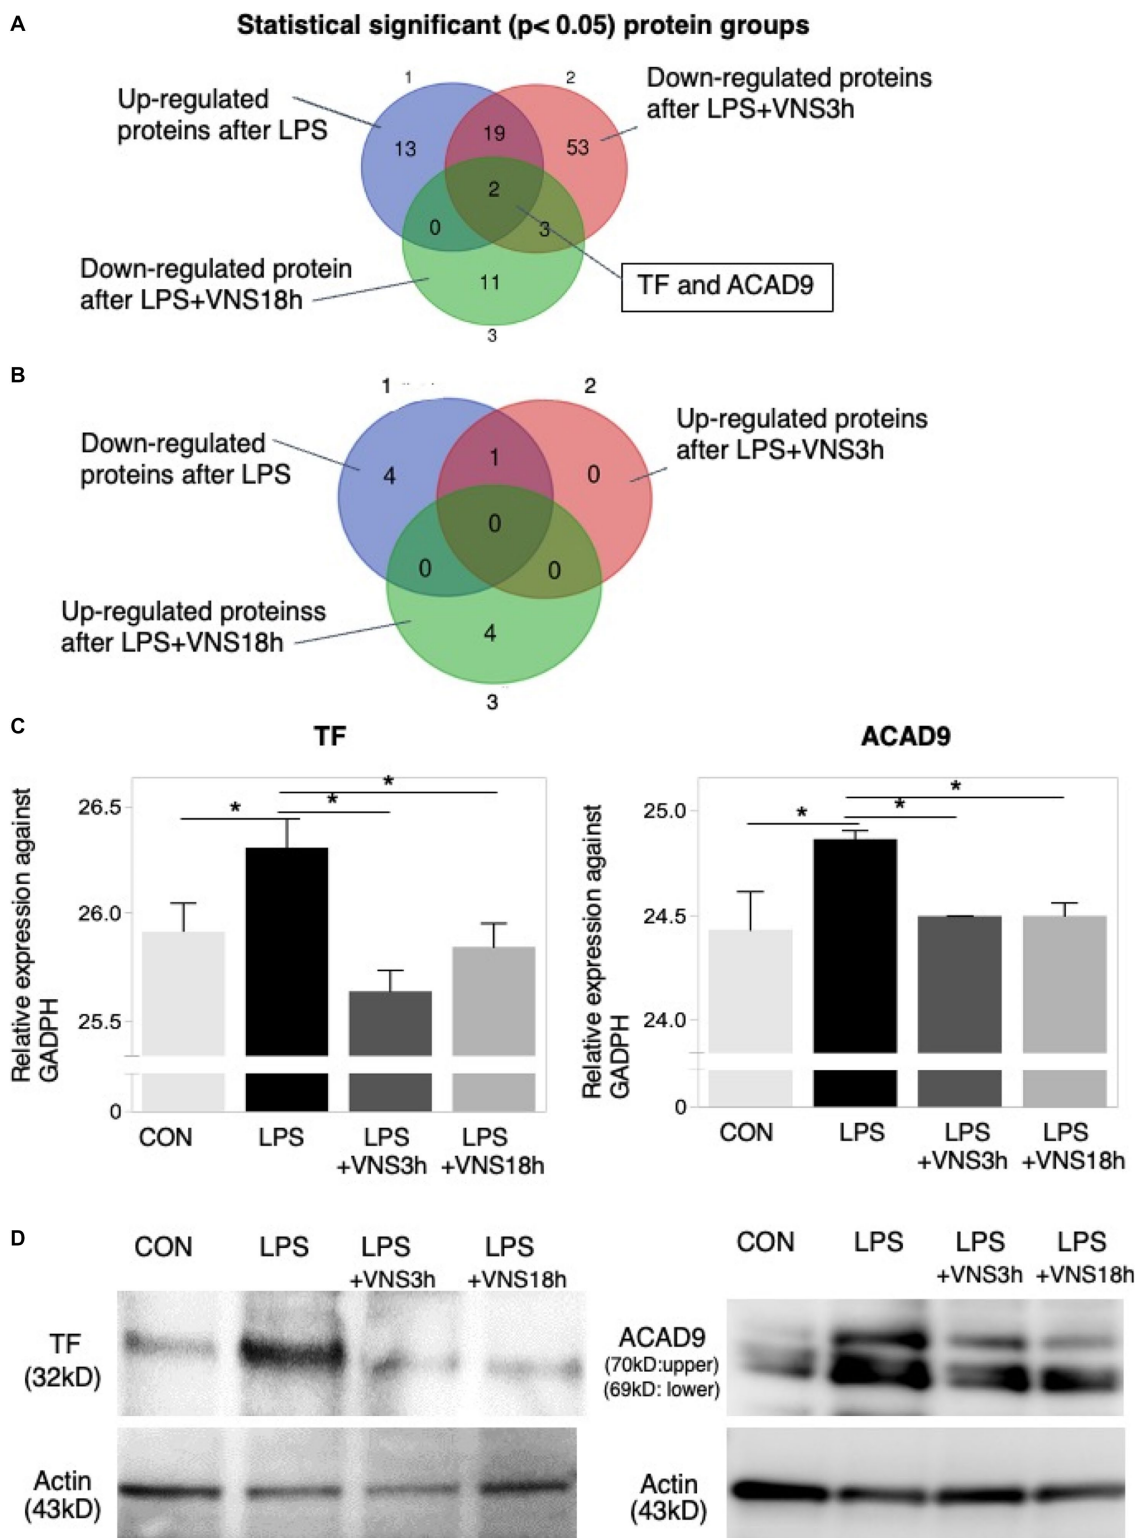 A
Statistical significant (p< 0.05) protein groups
1
2
Up-regulated
proteins after LPS
Down-regulated proteins
after LPS+VNS3h
13
19
53
2
0
3
Down-regulated protein
after LPS+VNS18h
11
TF and ACAD9
3
B
1
2
Down-regulated
proteins after LPS
Up-regulated proteins
after LPS+VNS3h
4
1
0
0
0
0
Up-regulated proteinss
after LPS+VNS18h
4
3
C
TF
Relative expression against
GADPH
26.5
26.0
25.5
0
*
*
*
CON
LPS
LPS
+VNS3h
LPS
+VNS18h
ACAD9
Relative expression against
GADPH
25.0
24.5
24.0
0
*
*
*
CON
LPS
LPS
+VNS3h
LPS
+VNS18h
D
CON
LPS
LPS
+VNS3h
LPS
+VNS18h
TF
(32kD)
Actin
(43kD)
CON
LPS
LPS
+VNS3h
LPS
+VNS18h
ACAD9
(70kD:upper)
(69kD: lower)
Actin
(43kD)